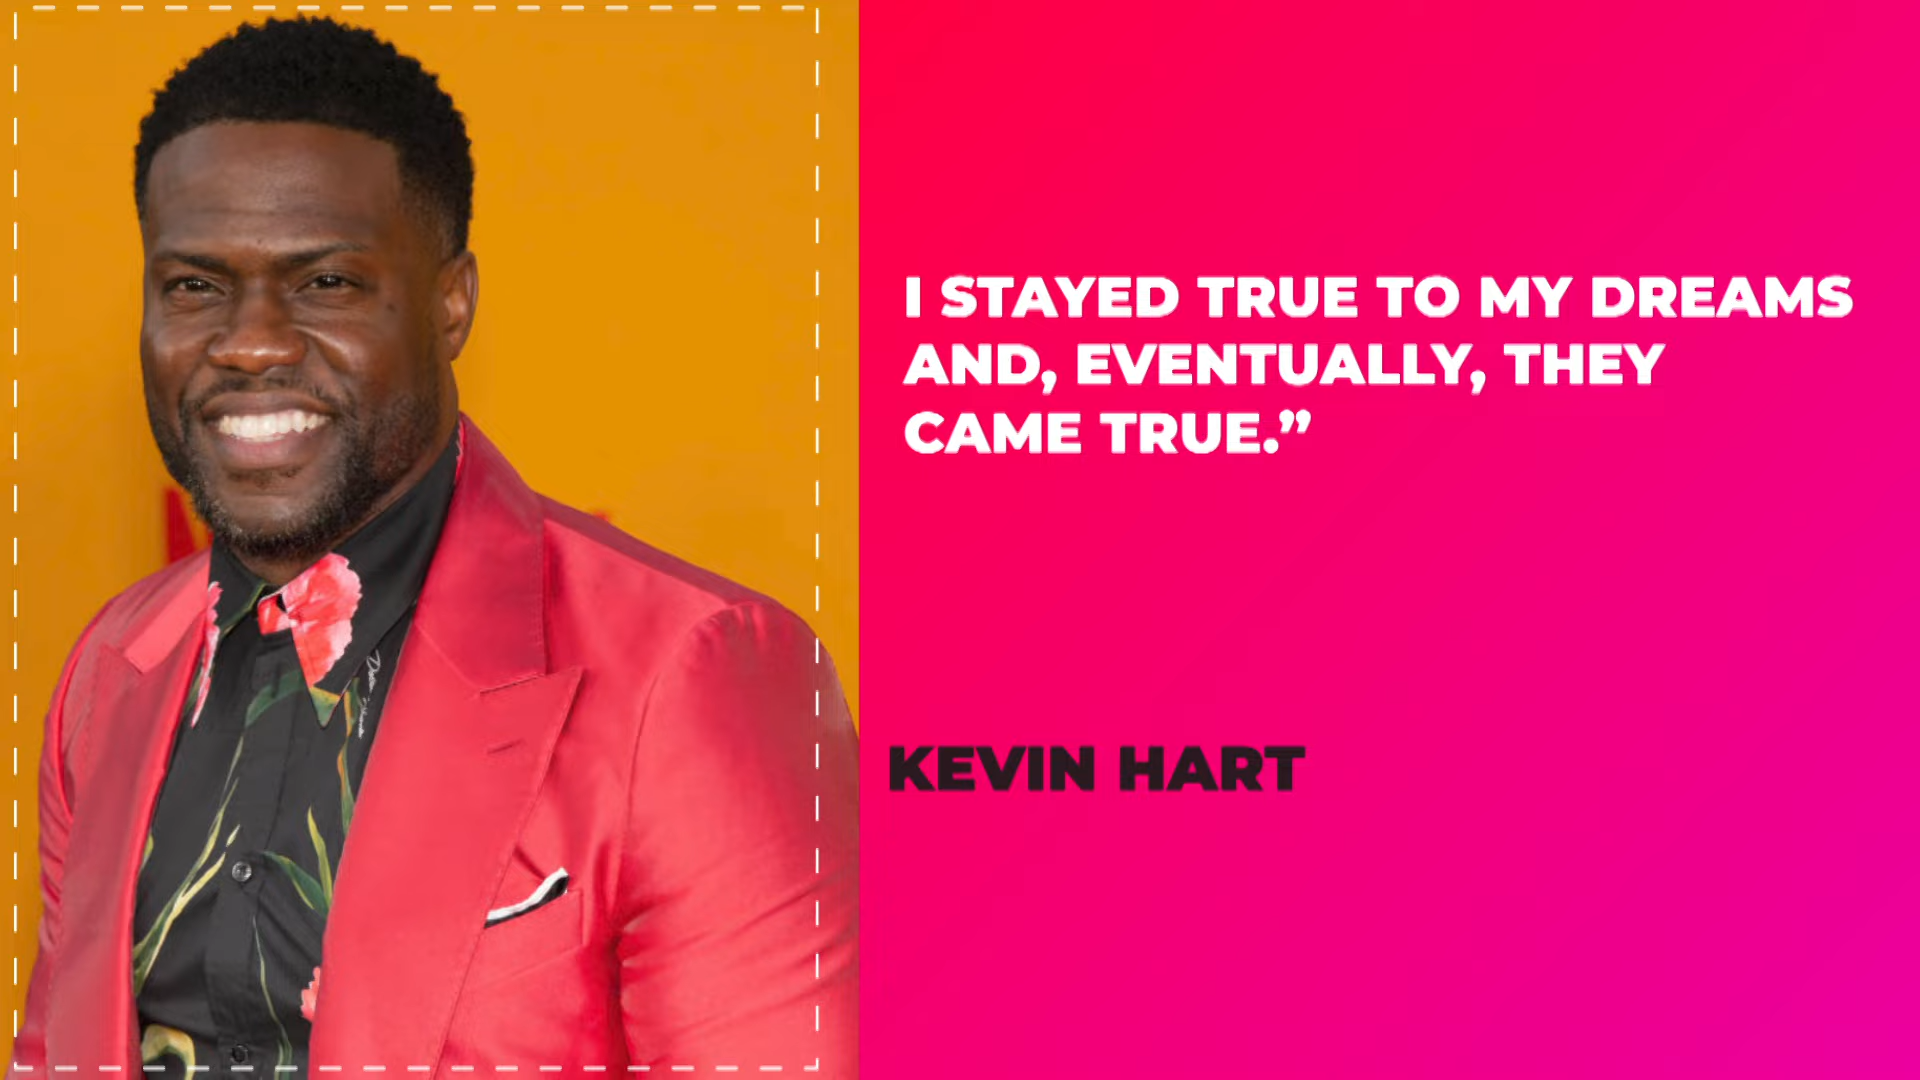 I STAYED TRUE TO MY DREAMS
AND, EVENTUALLY, THEY
CAME TRUE.”
KEVIN HART